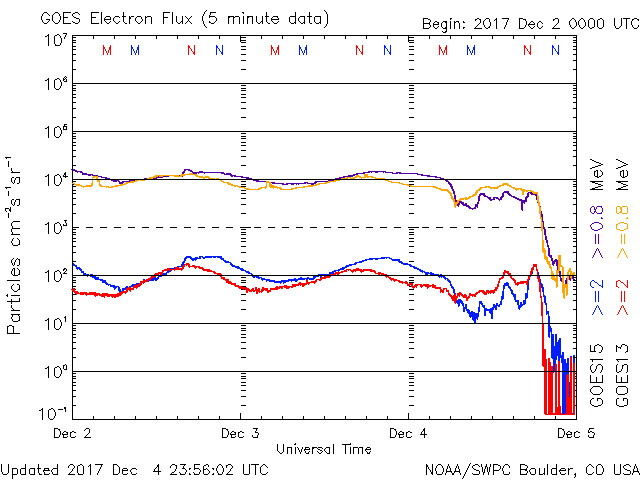 GOES Electron Flux (5 minute data)
Begin: 2017 Dec 2 0000 UTC
10⁷
M M N N M M N N M M N N
10⁶
10⁵
10⁴
10³
10²
10¹
10⁰
10⁻¹
Particles cm⁻²s⁻¹sr⁻¹
Dec 2 Dec 3 Dec 4 Dec 5
Universal Time
GOES15 >=2 >=0.8 MeV
GOES13 >=2 >=0.8 MeV
Updated 2017 Dec 4 23:56:02 UTC
NOAA/SWPC Boulder, CO USA